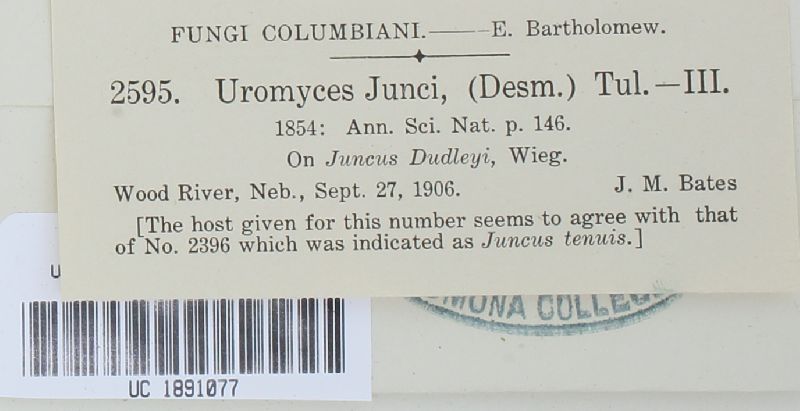 FUNGI COLUMBIANI.——E. Bartholomew.
2595. Uromyces Junci, (Desm.) Tul.—III.
1854: Ann. Sci. Nat. p. 146.
On Juncus Dudleyi, Wieg.
Wood River, Neb., Sept. 27, 1906. J. M. Bates
[The host given for this number seems to agree with that
of No. 2396 which was indicated as Juncus tenuis.]
U
MONA COLLEGE
UC 1891077